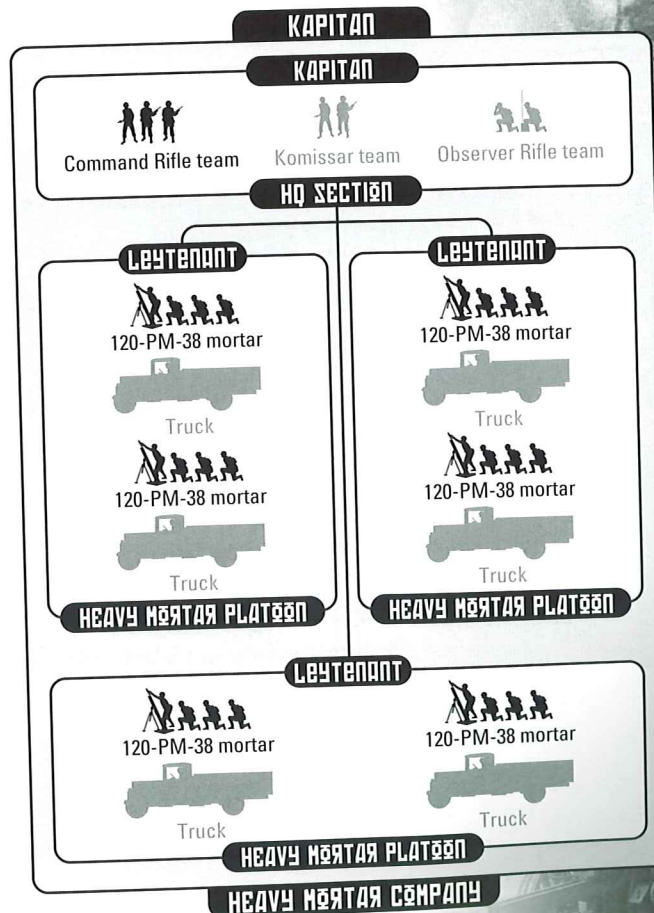 KAPITAN
KAPITAN
Command Rifle team
Komissar team
Observer Rifle team
HQ SECTION
LEYTENANT
LEYTENANT
120-PM-38 mortar
120-PM-38 mortar
Truck
Truck
120-PM-38 mortar
120-PM-38 mortar
Truck
Truck
HEAVY MORTAR PLATOON
HEAVY MORTAR PLATOON
LEYTENANT
120-PM-38 mortar
120-PM-38 mortar
Truck
Truck
HEAVY MORTAR PLATOON
HEAVY MORTAR COMPANY